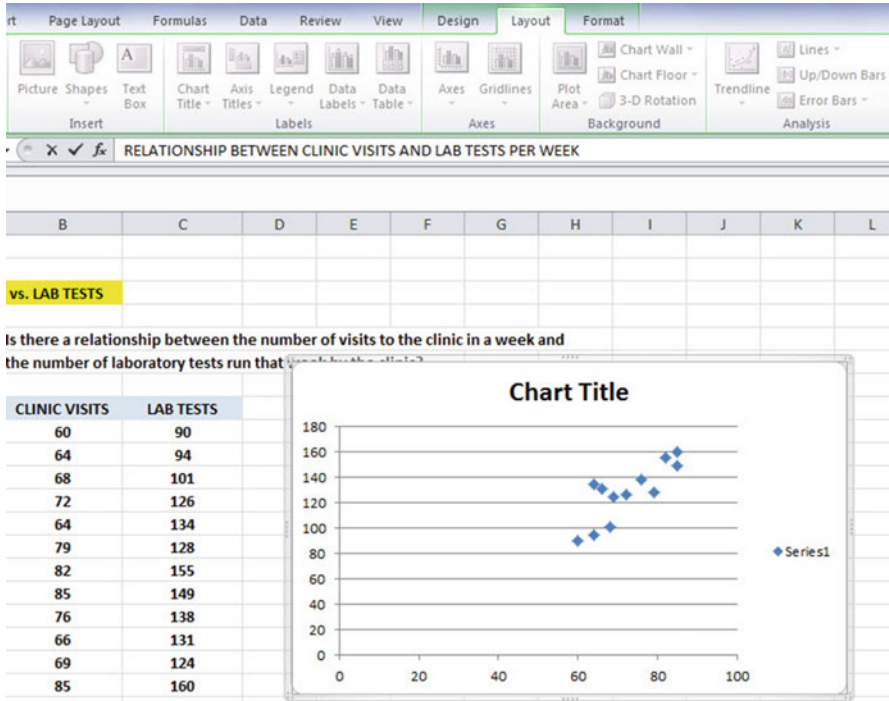 rt Page Layout Formulas Data Review View Design Layout Format
Picture Shapes Text Box Chart Title Axis Titles Legend Data Labels Data Table Axes Gridlines Plot Area Chart Wall Chart Floor 3-D Rotation Trendline Lines Up/Down Bars Error Bars
Insert Labels Axes Background Analysis
fx RELATIONSHIP BETWEEN CLINIC VISITS AND LAB TESTS PER WEEK
B C D E F G H I J K L
vs. LAB TESTS
Is there a relationship between the number of visits to the clinic in a week and
the number of laboratory tests run that week by the clinic?
CLINIC VISITS LAB TESTS
60 90
64 94
68 101
72 126
64 134
79 128
82 155
85 149
76 138
66 131
69 124
85 160
Chart Title
180
160
140
120
100
80
60
40
20
0
0 20 40 60 80 100
Series1